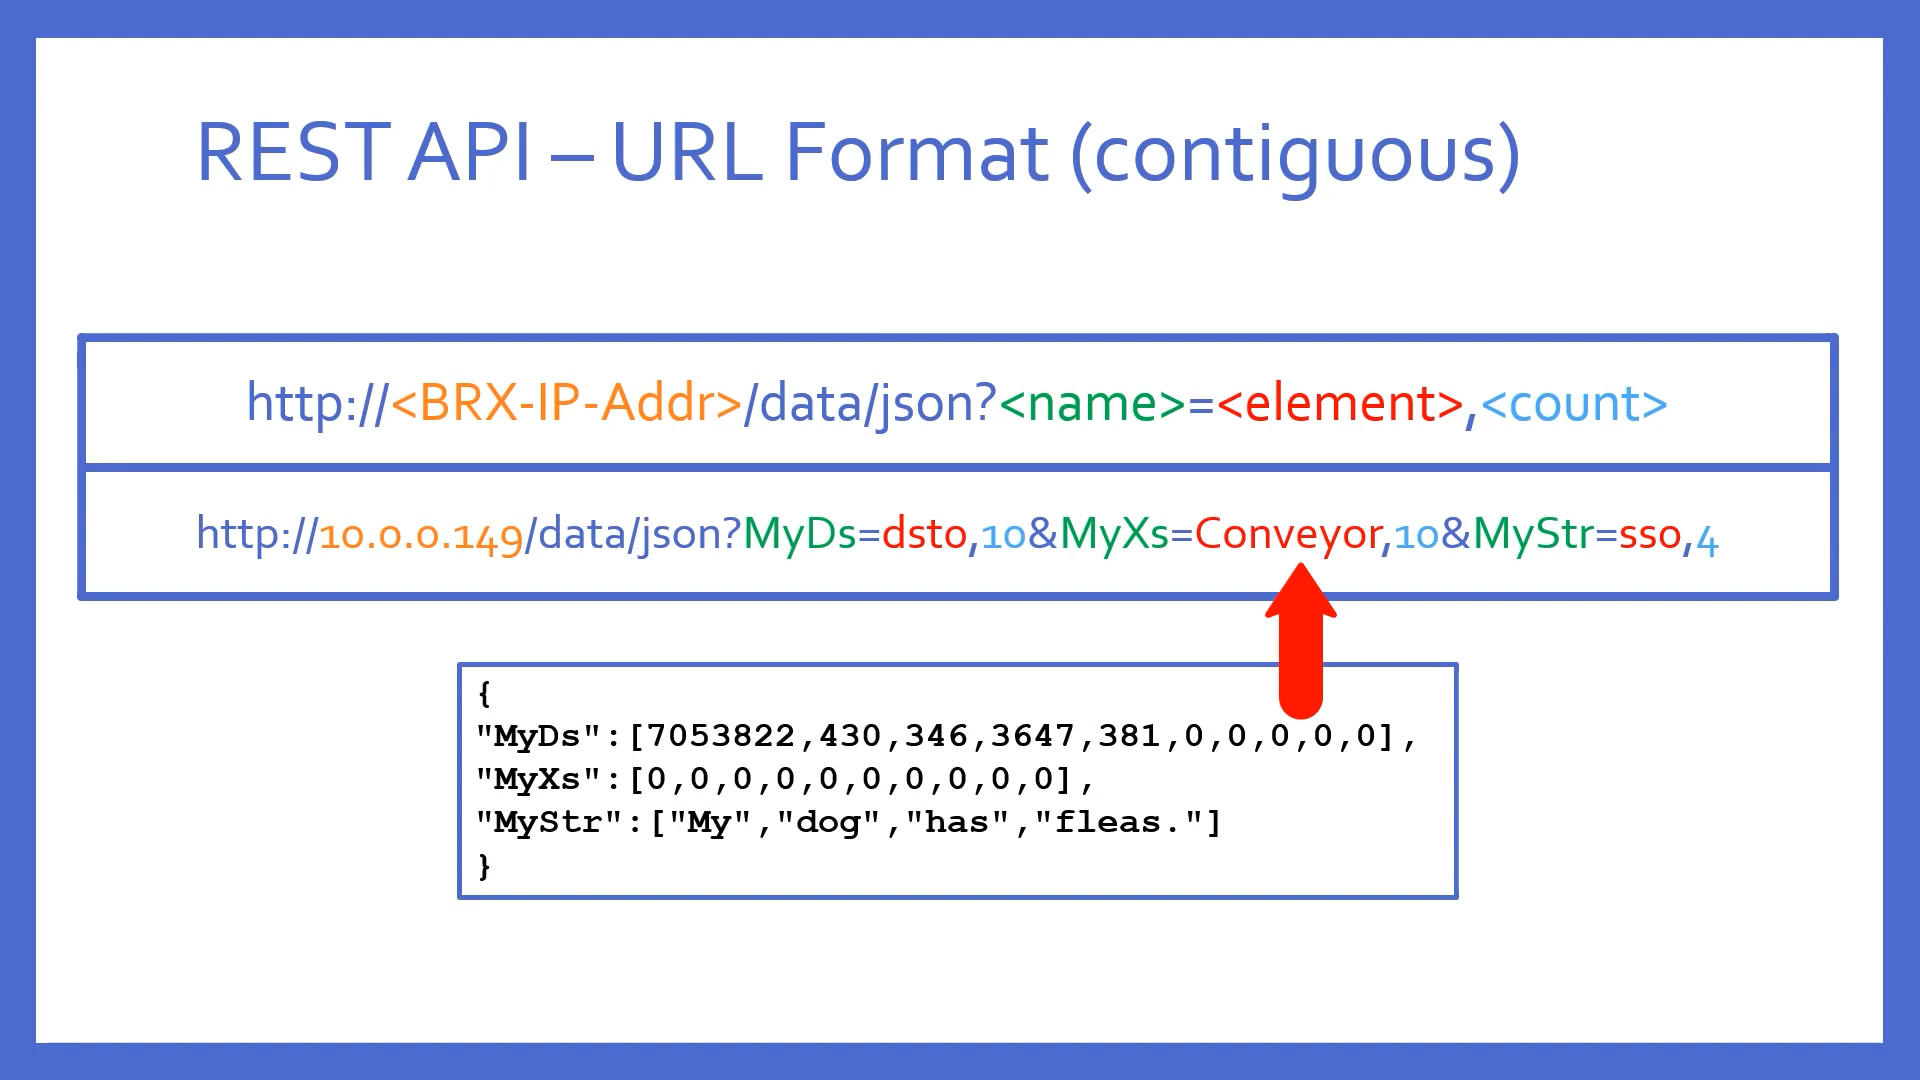 REST API – URL Format (contiguous)
http://<BRX-IP-Addr>/data/json?<name>=<element>,<count>
http://10.0.0.149/data/json?MyDs=dst0,10&MyXs=Conveyor,10&MyStr=ss0,4
{
"MyDs":[7053822,430,346,3647,381,0,0,0,0,0],
"MyXs":[0,0,0,0,0,0,0,0,0,0],
"MyStr":["My","dog","has","fleas."]
}